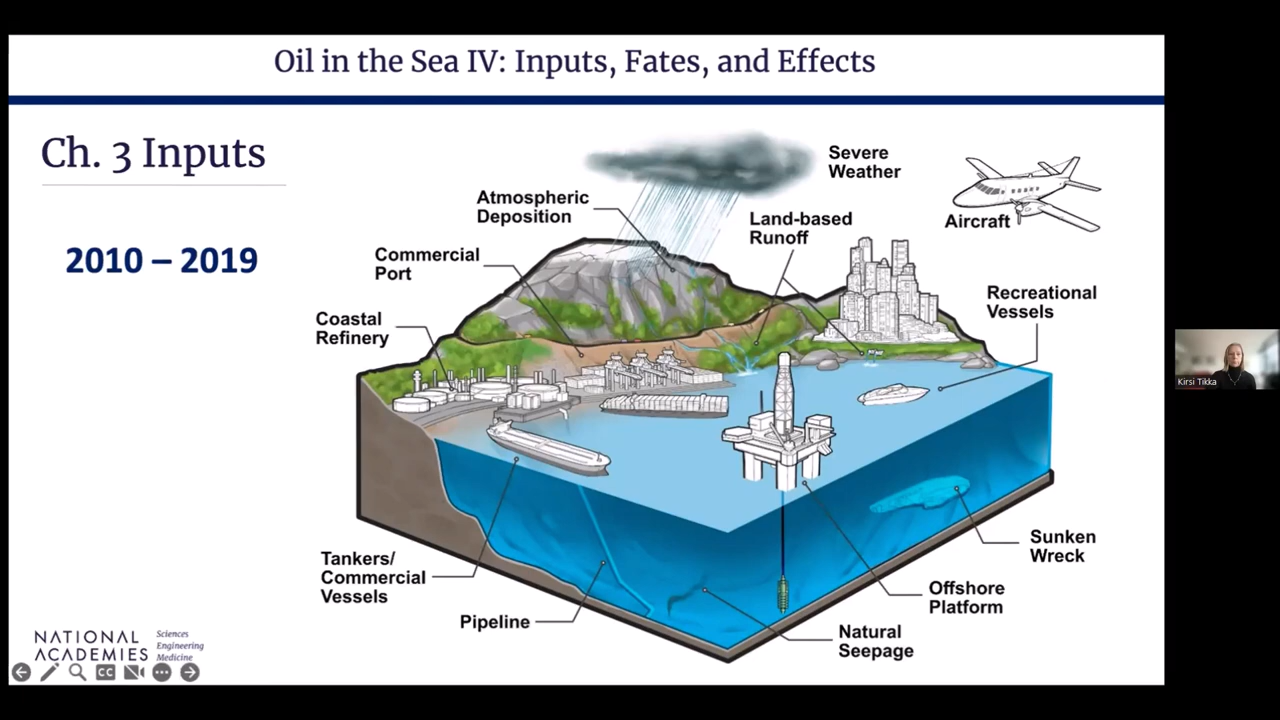 Oil in the Sea IV: Inputs, Fates, and Effects
Ch. 3 Inputs
2010 – 2019
Severe
Weather
Aircraft
Atmospheric
Deposition
Land-based
Runoff
Commercial
Port
Recreational
Vessels
Coastal
Refinery
Kirsi Tikka
Tankers/
Commercial
Vessels
Pipeline
Sunken
Wreck
Offshore
Platform
Natural
Seepage
NATIONAL
ACADEMIES
Sciences
Engineering
Medicine
CC